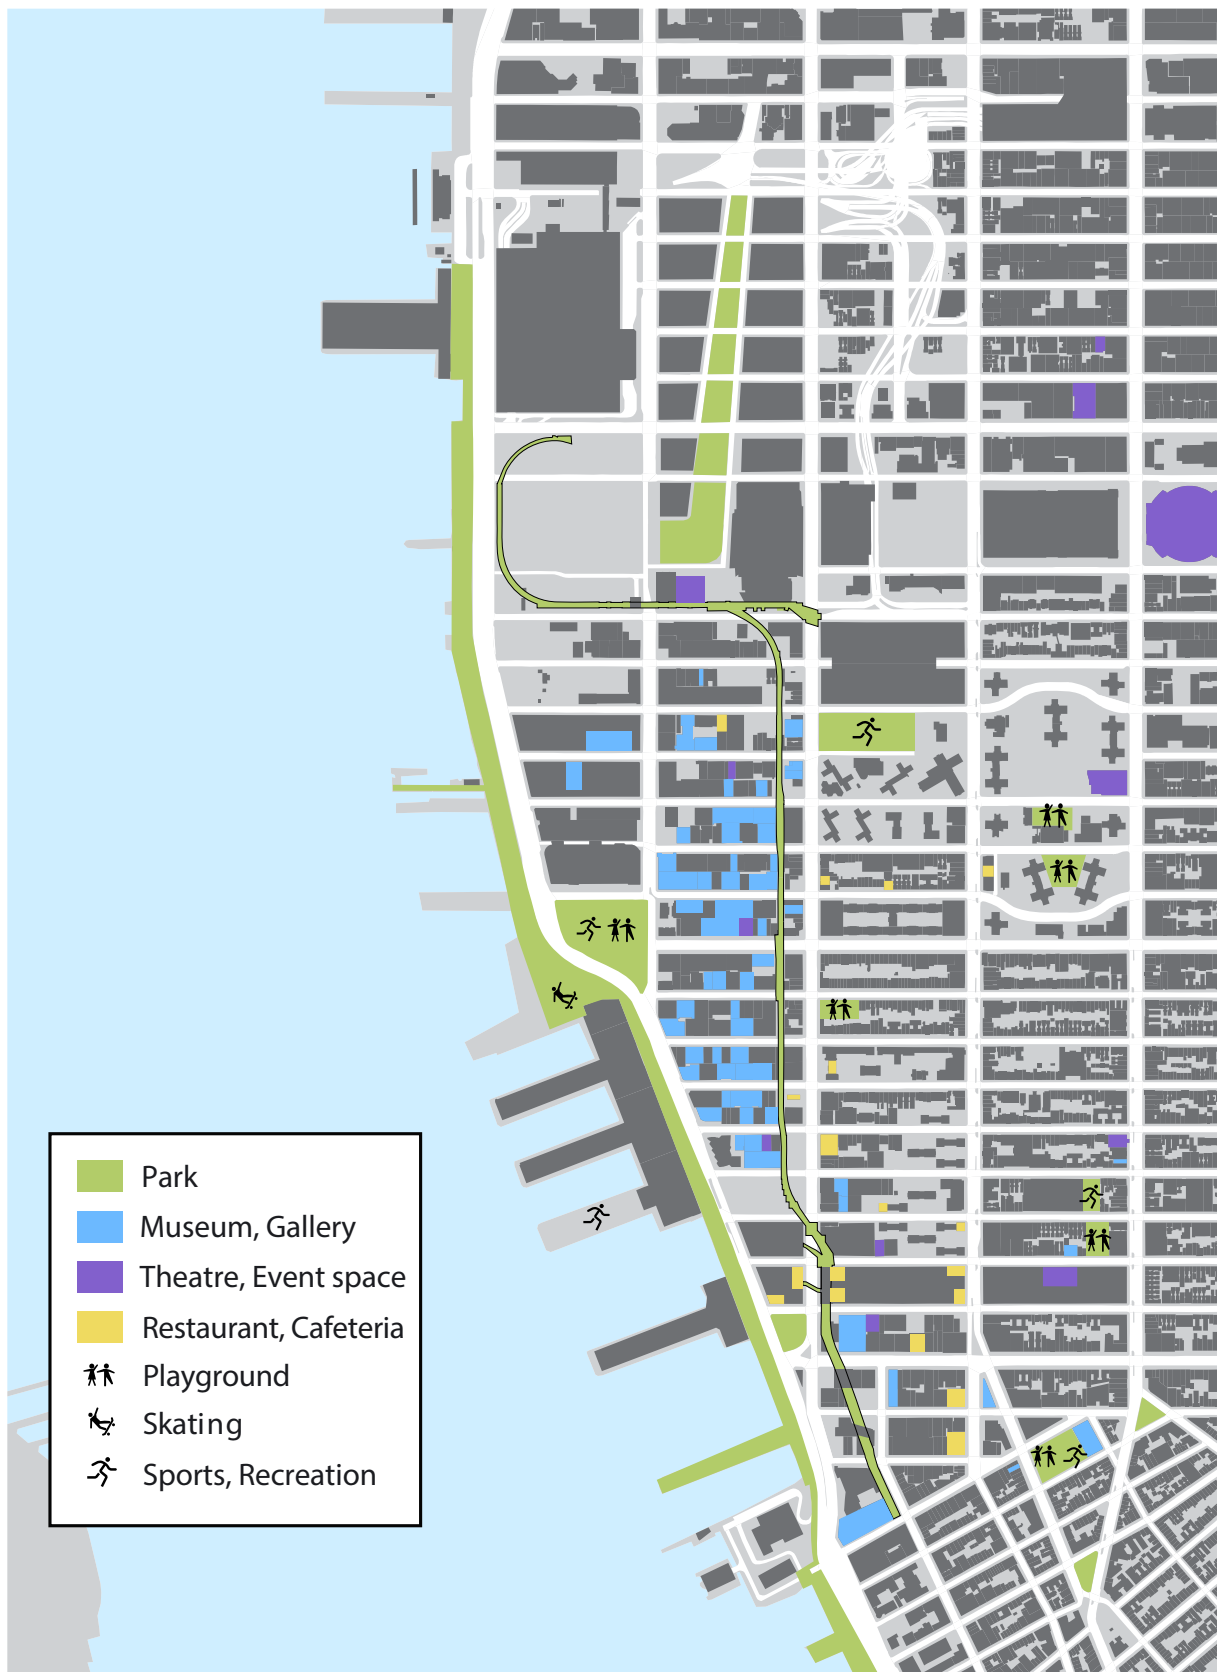 Park
Museum, Gallery
Theatre, Event space
Restaurant, Cafeteria
Playground
Skating
Sports, Recreation